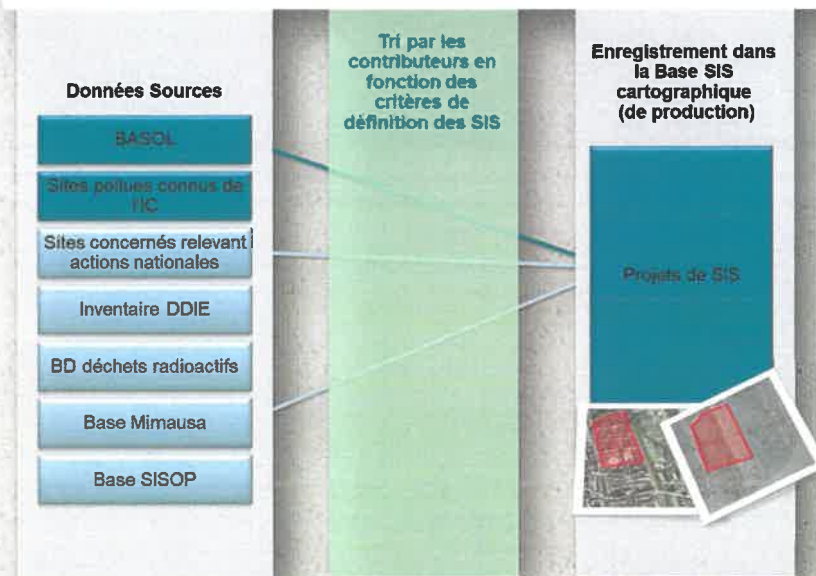 Données Sources
BASOL
Sites pollues connus de
l'IC
Sites concernés relevant
actions nationales
Inventaire DDIE
BD déchets radioactifs
Base Mimausa
Base SISOP
Tri par les
contributeurs en
fonction des
critères de
définition des SIS
Enregistrement dans
la Base SIS
cartographique
(de production)
Projets de SIS